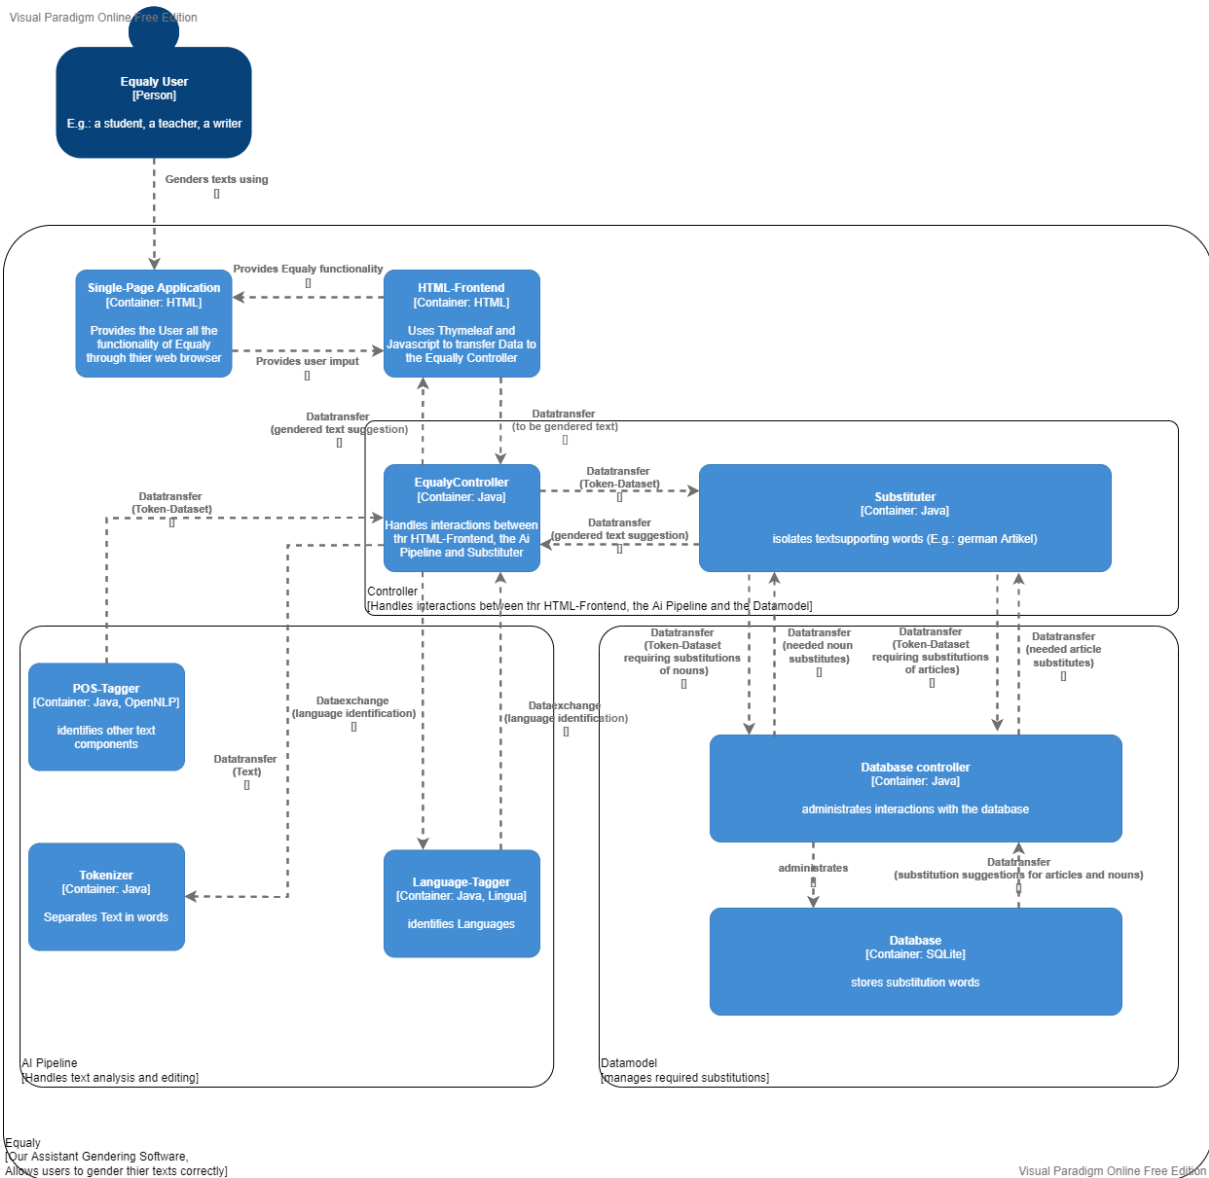 Visual Paradigm Online Free Edition
Equaly User
[Person]
E.g.: a student, a teacher, a writer
Genders texts using
[]
Single-Page Application
[Container: HTML]
Provides the User all the
functionality of Equaly
through thier web browser
Provides Equaly functionality
[]
Provides user imput
[]
HTML-Frontend
[Container: HTML]
Uses Thymeleaf and
Javascript to transfer Data to
the Equally Controller
Datatransfer
(gendered text suggestion)
[]
Datatransfer
(to be gendered text)
[]
EqualyController
[Container: Java]
Handles interactions between
thr HTML-Frontend, the Ai
Pipeline and Substituter
Datatransfer
(Token-Dataset)
[]
Datatransfer
(gendered text suggestion)
[]
Substituter
[Container: Java]
isolates textsupporting words (E.g.: german Artikel)
Datatransfer
(Token-Dataset)
[]
Controller
[Handles interactions between thr HTML-Frontend, the Ai Pipeline and the Datamodel]
Datatransfer
(Token-Dataset
requiring substitutions
of nouns)
[]
Datatransfer
(needed noun
substitutes)
[]
Datatransfer
(Token-Dataset
requiring substitutions
of articles)
[]
Datatransfer
(needed article
substitutes)
[]
POS-Tagger
[Container: Java, OpenNLP]
identifies other text
components
Dataexchange
(language identification)
[]
Dataexchange
(language identification)
[]
Datatransfer
(Text)
[]
Database controller
[Container: Java]
administrates interactions with the database
Tokenizer
[Container: Java]
Separates Text in words
Language-Tagger
[Container: Java, Lingua]
identifies Languages
administrates
[]
Datatransfer
(substitution suggestions for articles and nouns)
[]
Database
[Container: SQLite]
stores substitution words
AI Pipeline
[Handles text analysis and editing]
Datamodel
[manages required substitutions]
Equaly
[Our Assistant Gendering Software,
Allows users to gender thier texts correctly]
Visual Paradigm Online Free Edition